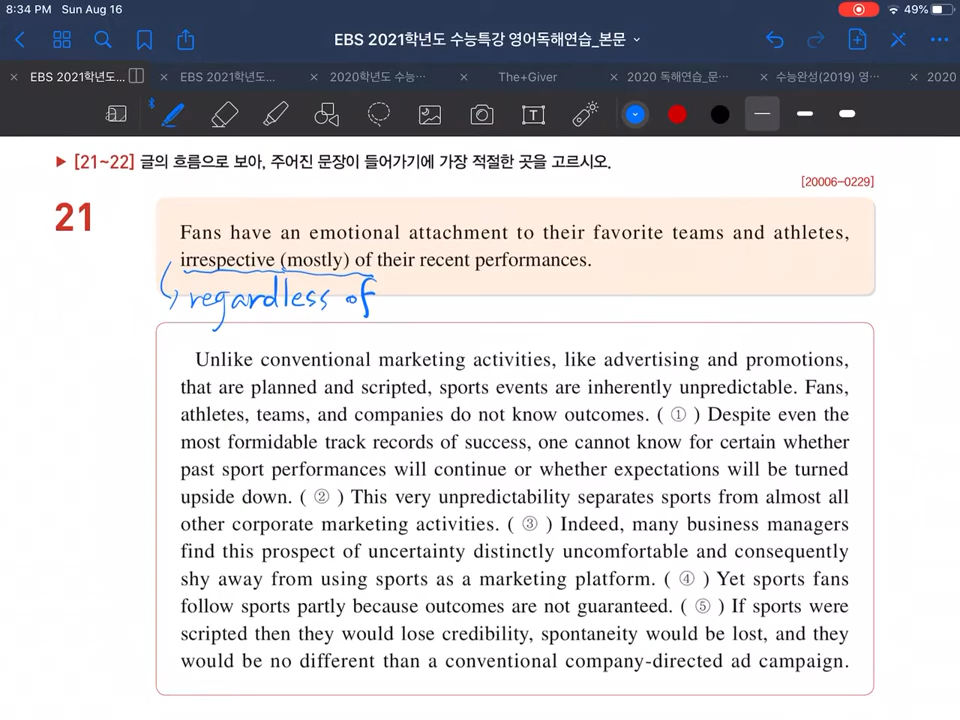 8:34 PM Sun Aug 16
49%
EBS 2021학년도 수능특강 영어독해연습_본문
EBS 2021학년도...
EBS 2021학년도...
2020학년도 수능...
The+Giver
2020 독해연습_문...
수능완성(2019) 영...
2020
▶ [21~22] 글의 흐름으로 보아, 주어진 문장이 들어가기에 가장 적절한 곳을 고르시오.
[20006-0229]
21
Fans have an emotional attachment to their favorite teams and athletes,
irrespective (mostly) of their recent performances.
regardless of
Unlike conventional marketing activities, like advertising and promotions,
that are planned and scripted, sports events are inherently unpredictable. Fans,
athletes, teams, and companies do not know outcomes. ( ① ) Despite even the
most formidable track records of success, one cannot know for certain whether
past sport performances will continue or whether expectations will be turned
upside down. ( ② ) This very unpredictability separates sports from almost all
other corporate marketing activities. ( ③ ) Indeed, many business managers
find this prospect of uncertainty distinctly uncomfortable and consequently
shy away from using sports as a marketing platform. ( ④ ) Yet sports fans
follow sports partly because outcomes are not guaranteed. ( ⑤ ) If sports were
scripted then they would lose credibility, spontaneity would be lost, and they
would be no different than a conventional company-directed ad campaign.